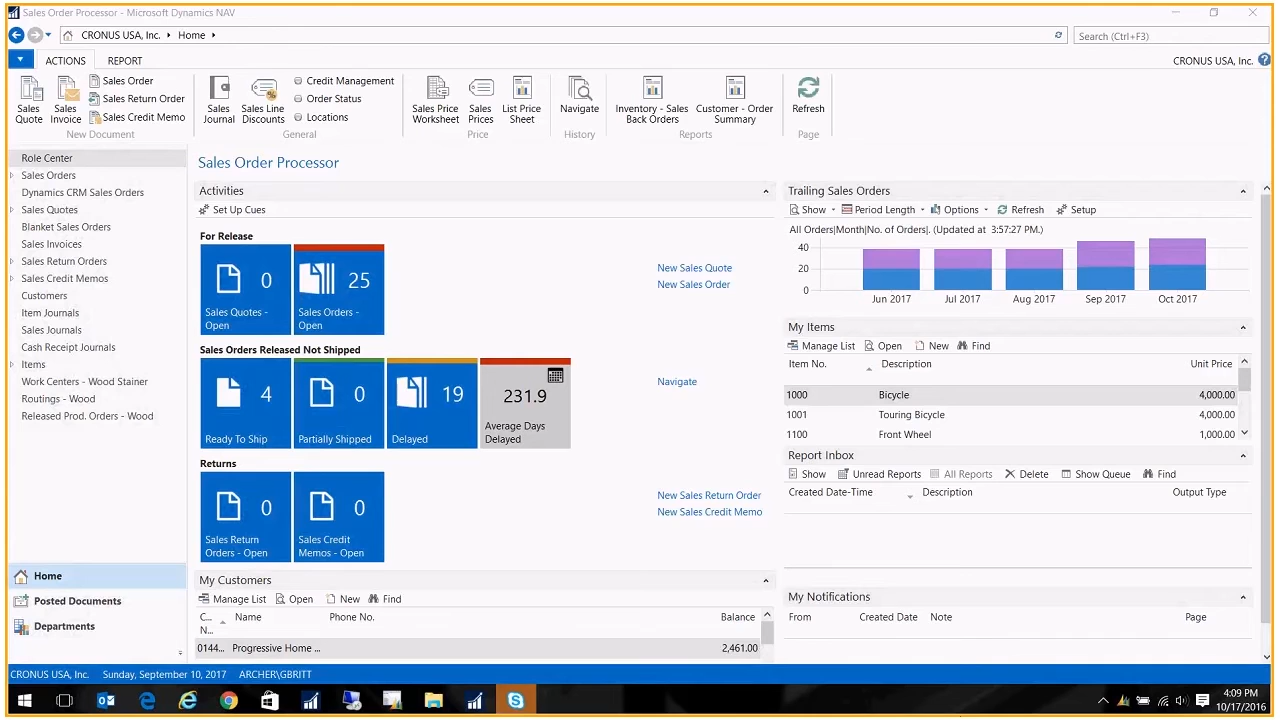 Sales Order Processor - Microsoft Dynamics NAV
CRONUS USA, Inc. Home
Search (Ctrl+F3)
ACTIONS REPORT
CRONUS USA, Inc.
Sales Quote
Sales Invoice
Sales Order
Sales Return Order
Sales Credit Memo
New Document
Sales Journal
Sales Line Discounts
Credit Management
Order Status
Locations
General
Sales Price Worksheet
Sales Prices
List Price Sheet
Price
Navigate
History
Inventory - Sales Back Orders
Customer - Order Summary
Reports
Refresh
Page
Role Center
Sales Orders
Dynamics CRM Sales Orders
Sales Quotes
Blanket Sales Orders
Sales Invoices
Sales Return Orders
Sales Credit Memos
Customers
Item Journals
Sales Journals
Cash Receipt Journals
Items
Work Centers - Wood Stainer
Routings - Wood
Released Prod. Orders - Wood
Home
Posted Documents
Departments
Sales Order Processor
Activities
Set Up Cues
For Release
0
Sales Quotes -
Open
25
Sales Orders -
Open
New Sales Quote
New Sales Order
Sales Orders Released Not Shipped
4
Ready To Ship
0
Partially Shipped
19
Delayed
231.9
Average Days
Delayed
Navigate
Returns
0
Sales Return
Orders - Open
0
Sales Credit
Memos - Open
New Sales Return Order
New Sales Credit Memo
My Customers
Manage List Open New Find
C... N... Name Phone No. Balance
0144... Progressive Home ... 2,461.00
Trailing Sales Orders
Show Period Length Options Refresh Setup
All Orders|Month|No. of Orders|. (Updated at 3:57:27 PM.)
40
20
0
Jun 2017 Jul 2017 Aug 2017 Sep 2017 Oct 2017
My Items
Manage List Open New Find
Item No. Description Unit Price
1000 Bicycle 4,000.00
1001 Touring Bicycle 4,000.00
1100 Front Wheel 1,000.00
Report Inbox
Show Unread Reports All Reports Delete Show Queue Find
Created Date-Time Description Output Type
My Notifications
From Created Date Note Page
CRONUS USA, Inc. Sunday, September 10, 2017 ARCHER\GBRITT
4:09 PM
10/17/2016